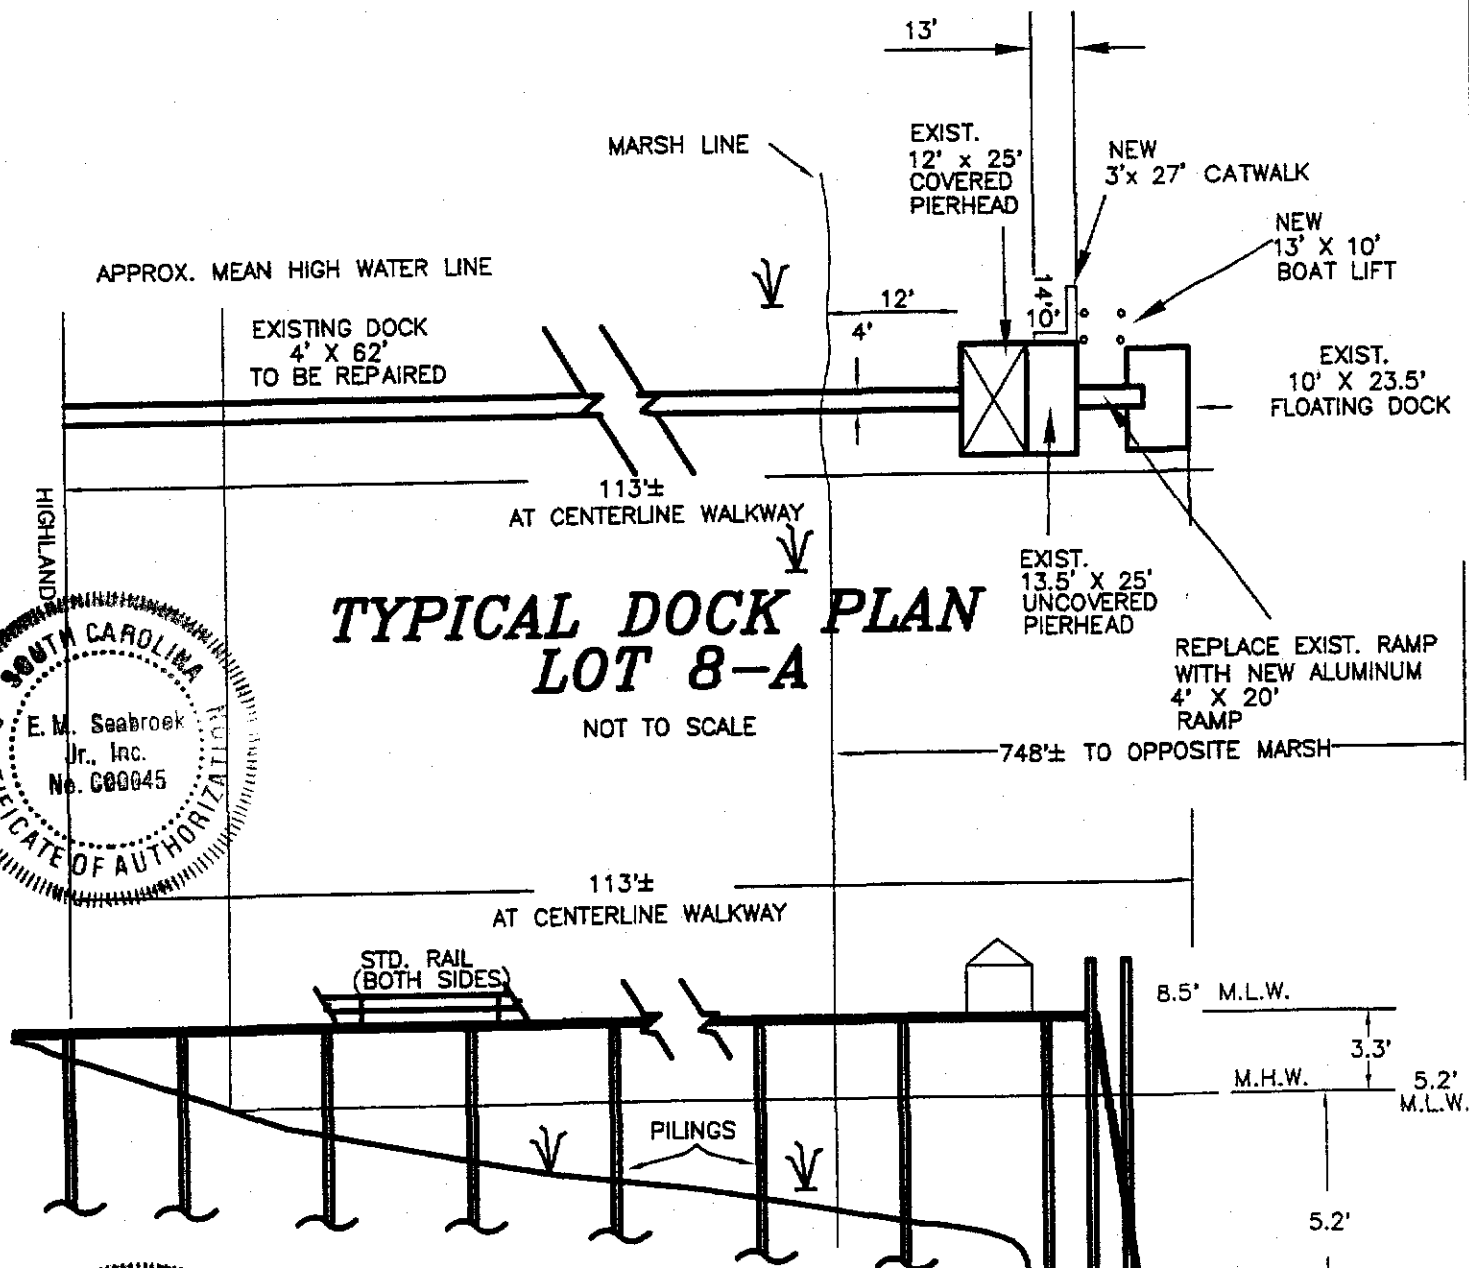 13'
MARSH LINE
EXIST.
12' x 25'
COVERED
PIERHEAD
NEW
3'x 27' CATWALK
NEW
13' X 10'
BOAT LIFT
APPROX. MEAN HIGH WATER LINE
EXISTING DOCK
4' X 62'
TO BE REPAIRED
12'
4'
14'
10'
EXIST.
10' X 23.5'
FLOATING DOCK
113'±
AT CENTERLINE WALKWAY
HIGHLAND
EXIST.
13.5' X 25'
UNCOVERED
PIERHEAD
TYPICAL DOCK PLAN
LOT 8-A
NOT TO SCALE
REPLACE EXIST. RAMP
WITH NEW ALUMINUM
4' X 20'
RAMP
748'± TO OPPOSITE MARSH
SOUTH CAROLINA
E. M. Seabrook
Jr., Inc.
No. C00045
OF AUTHORIZATION
113'±
AT CENTERLINE WALKWAY
STD. RAIL
(BOTH SIDES)
8.5' M.L.W.
3.3'
M.H.W.
5.2'
M.L.W.
PILINGS
5.2'